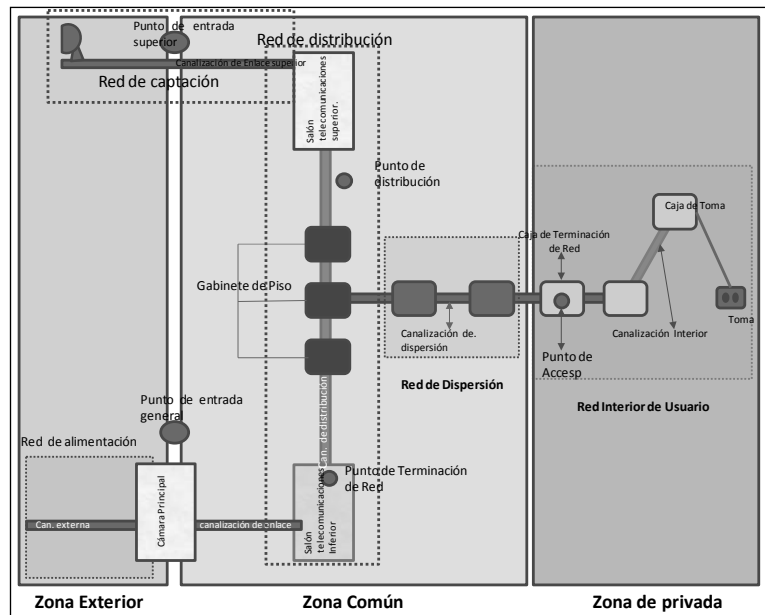 Punto de entrada
superior
Red de distribución
Canalización de Enlace superior
Red de captación
Salón
telecomunicaciones
superior.
Punto de
distribución
Caja de Toma
Caja de Terminación
de Red
Gabinete de Piso
Canalización de.
dispersión
Canalización Interior
Toma
Punto de
Accesp
Red de Dispersión
Red Interior de Usuario
Punto de entrada
general
Can. de distribución
Red de alimentación
Punto de Terminación
de Red
Can. externa
Cámara Principal
canalización de enlace
Salón
telecomunicaciones
Inferior
Zona Exterior
Zona Común
Zona de privada